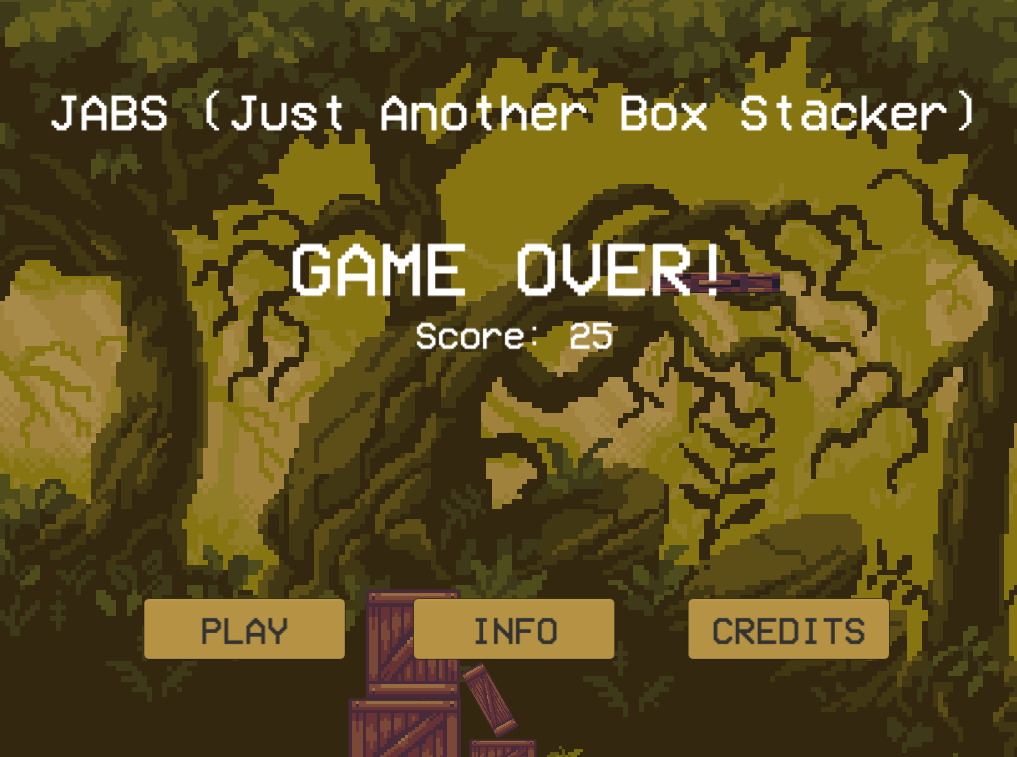 JABS (Just Another Box Stacker)
GAME OVER!
Score: 25
PLAY
INFO
CREDITS